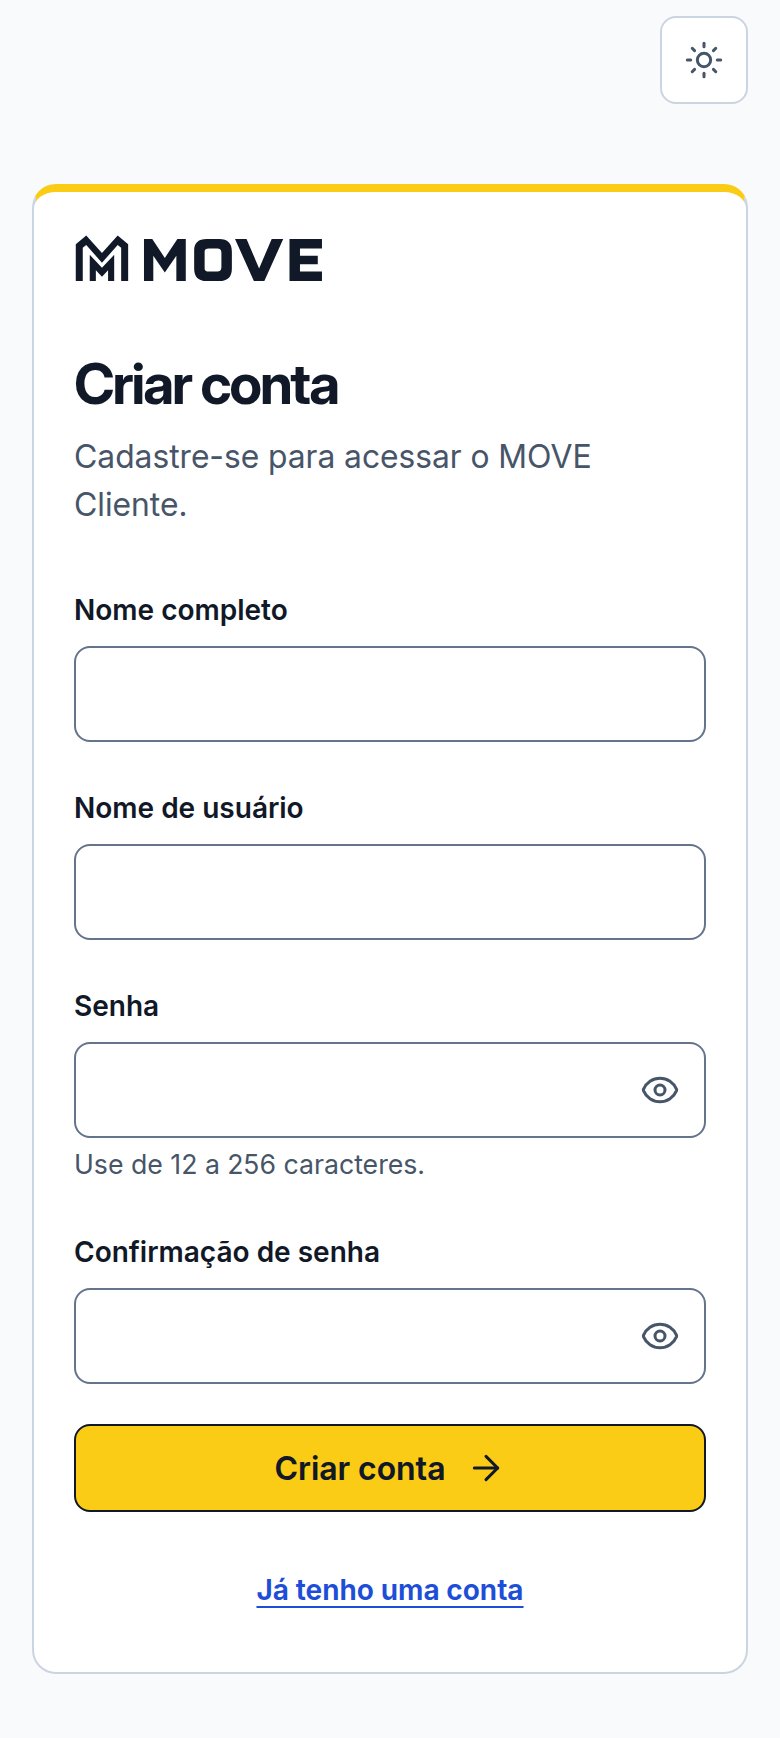 MOVE
Criar conta
Cadastre-se para acessar o MOVE
Cliente.
Nome completo
Nome de usuário
Senha
Use de 12 a 256 caracteres.
Confirmação de senha
Criar conta
Já tenho uma conta